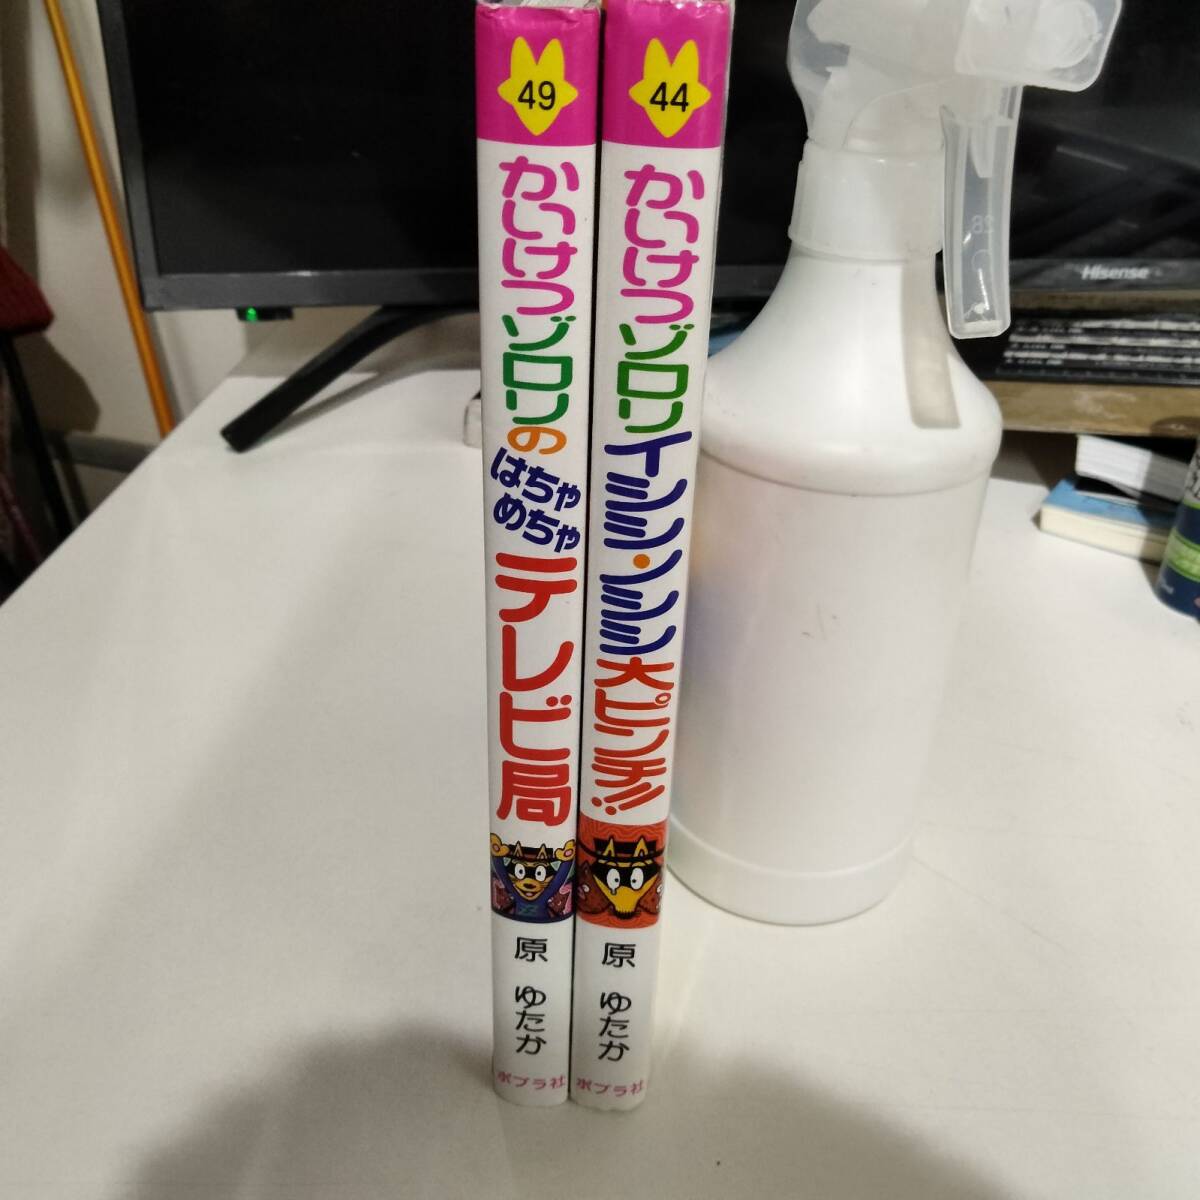 49
かいけつゾロリの
はちゃ
めちゃ
テレビ局
原 ゆたか
ポプラ社
44
かいけつゾロリ
イシシ・ノシシ
大ピンチ!!
原 ゆたか
ポプラ社
Hisense
28